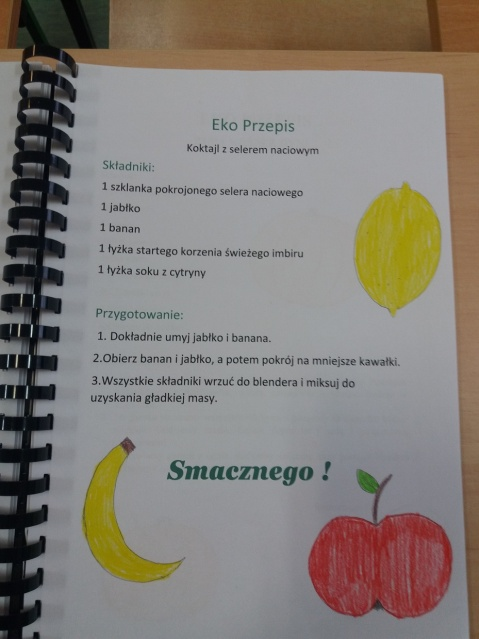 Eko Przepis
Koktajl z selerem naciowym
Składniki:
1 szklanka pokrojonego selera naciowego
1 jabłko
1 banan
1 łyżka startego korzenia świeżego imbiru
1 łyżka soku z cytryny
Przygotowanie:
1. Dokładnie umyj jabłko i banana.
2.Obierz banan i jabłko, a potem pokrój na mniejsze kawałki.
3.Wszystkie składniki wrzuć do blendera i miksuj do
uzyskania gładkiej masy.
Smacznego !